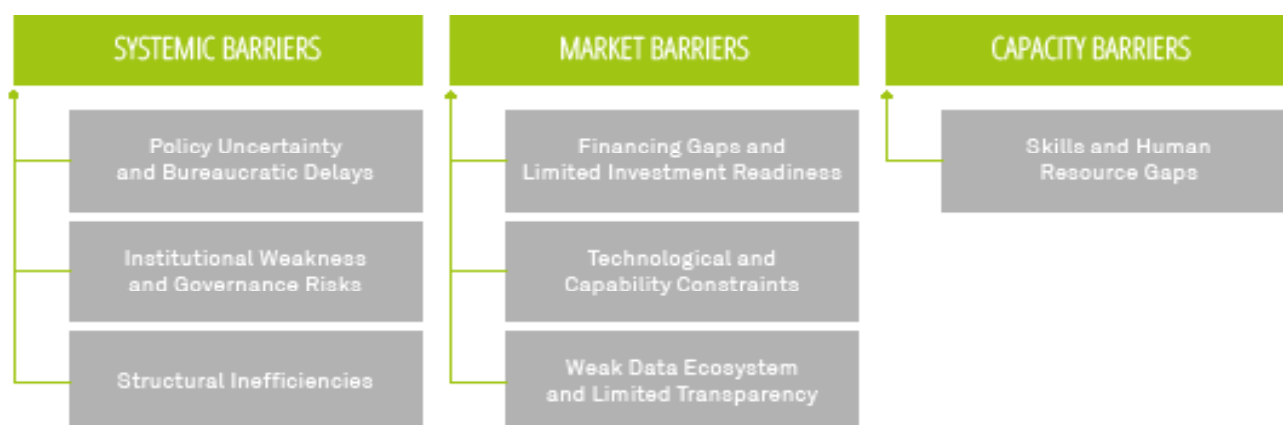 SYSTEMIC BARRIERS
Policy Uncertainty
and Bureaucratic Delays
Institutional Weakness
and Governance Risks
Structural Inefficiencies
MARKET BARRIERS
Financing Gaps and
Limited Investment Readiness
Technological and
Capability Constraints
Weak Data Ecosystem
and Limited Transparency
CAPACITY BARRIERS
Skills and Human
Resource Gaps